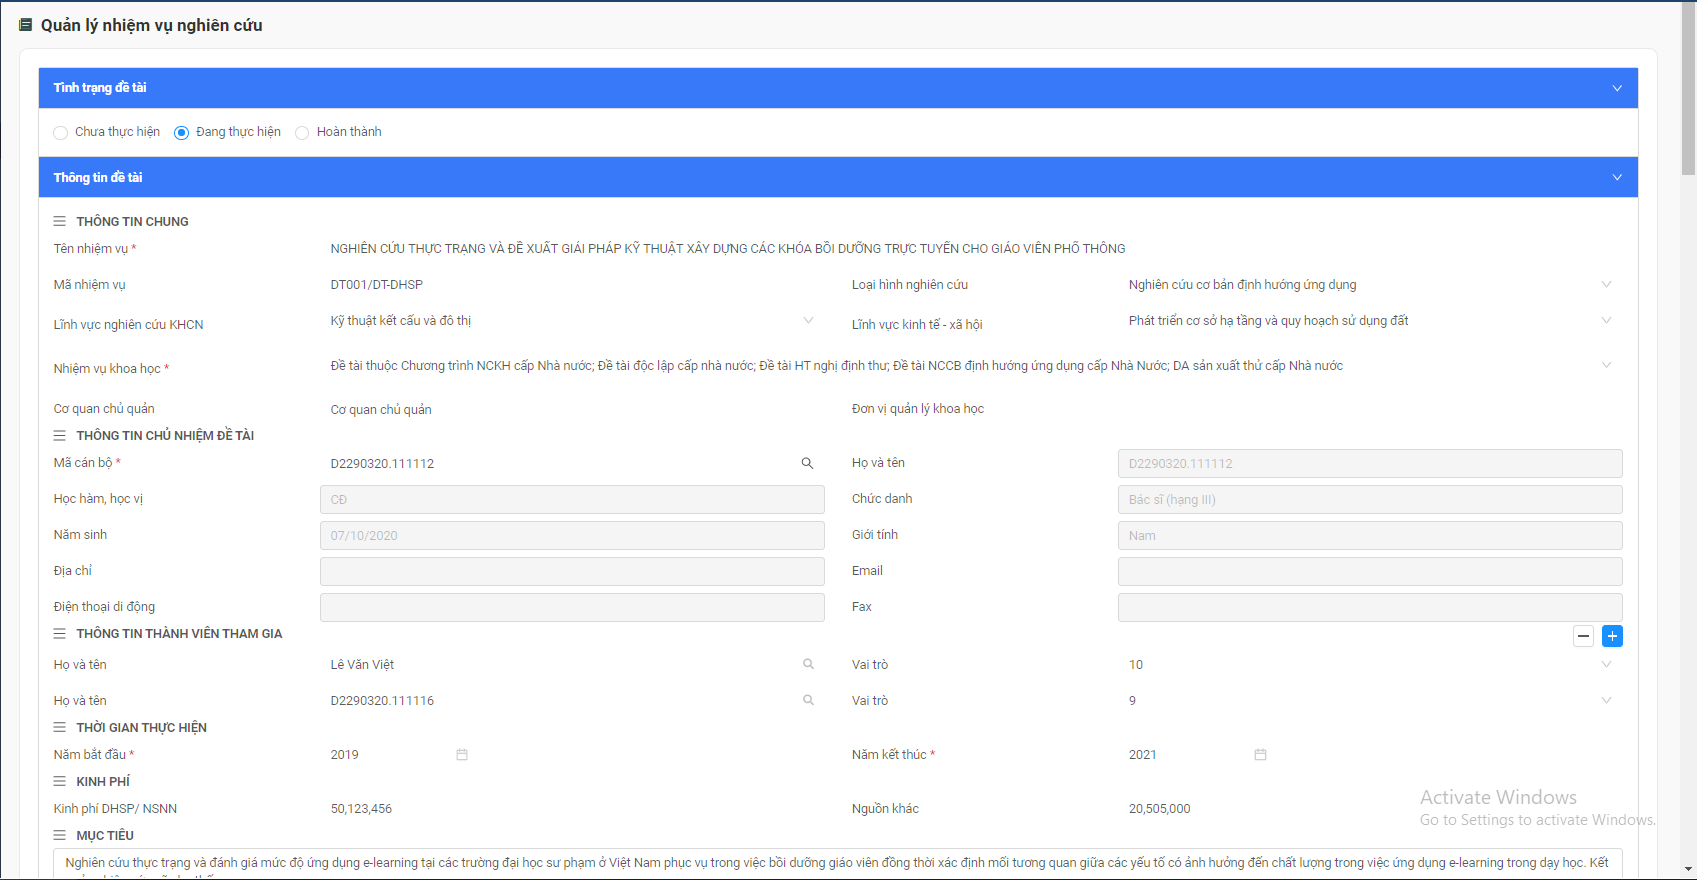 Quản lý nhiệm vụ nghiên cứu
Tình trạng đề tài
Chưa thực hiện Đang thực hiện Hoàn thành
Thông tin đề tài
THÔNG TIN CHUNG
Tên nhiệm vụ * NGHIÊN CỨU THỰC TRẠNG VÀ ĐỀ XUẤT GIẢI PHÁP KỸ THUẬT XÂY DỰNG CÁC KHÓA BỒI DƯỠNG TRỰC TUYẾN CHO GIÁO VIÊN PHỔ THÔNG
Mã nhiệm vụ DT001/DT-DHSP Loại hình nghiên cứu Nghiên cứu cơ bản định hướng ứng dụng
Lĩnh vực nghiên cứu KHCN Kỹ thuật kết cấu và đô thị Lĩnh vực kinh tế - xã hội Phát triển cơ sở hạ tầng và quy hoạch sử dụng đất
Nhiệm vụ khoa học * Đề tài thuộc Chương trình NCKH cấp Nhà nước; Đề tài độc lập cấp nhà nước; Đề tài HT nghị định thư; Đề tài NCCB định hướng ứng dụng cấp Nhà Nước; DA sản xuất thử cấp Nhà nước
Cơ quan chủ quản Cơ quan chủ quản Đơn vị quản lý khoa học
THÔNG TIN CHỦ NHIỆM ĐỀ TÀI
Mã cán bộ * D2290320.111112 Họ và tên D2290320.111112
Học hàm, học vị CĐ Chức danh Bác sĩ (hạng III)
Năm sinh 07/10/2020 Giới tính Nam
Địa chỉ Email
Điện thoại di động Fax
THÔNG TIN THÀNH VIÊN THAM GIA
Họ và tên Lê Văn Việt Vai trò 10
Họ và tên D2290320.111116 Vai trò 9
THỜI GIAN THỰC HIỆN
Năm bắt đầu * 2019 Năm kết thúc * 2021
KINH PHÍ
Kinh phí DHSP/ NSNN 50,123,456 Nguồn khác 20,505,000
Activate Windows
Go to Settings to activate Windows.
MỤC TIÊU
Nghiên cứu thực trạng và đánh giá mức độ ứng dụng e-learning tại các trường đại học sư phạm ở Việt Nam phục vụ trong việc bồi dưỡng giáo viên đồng thời xác định mối tương quan giữa các yếu tố có ảnh hưởng đến chất lượng trong việc ứng dụng e-learning trong dạy học. Kết